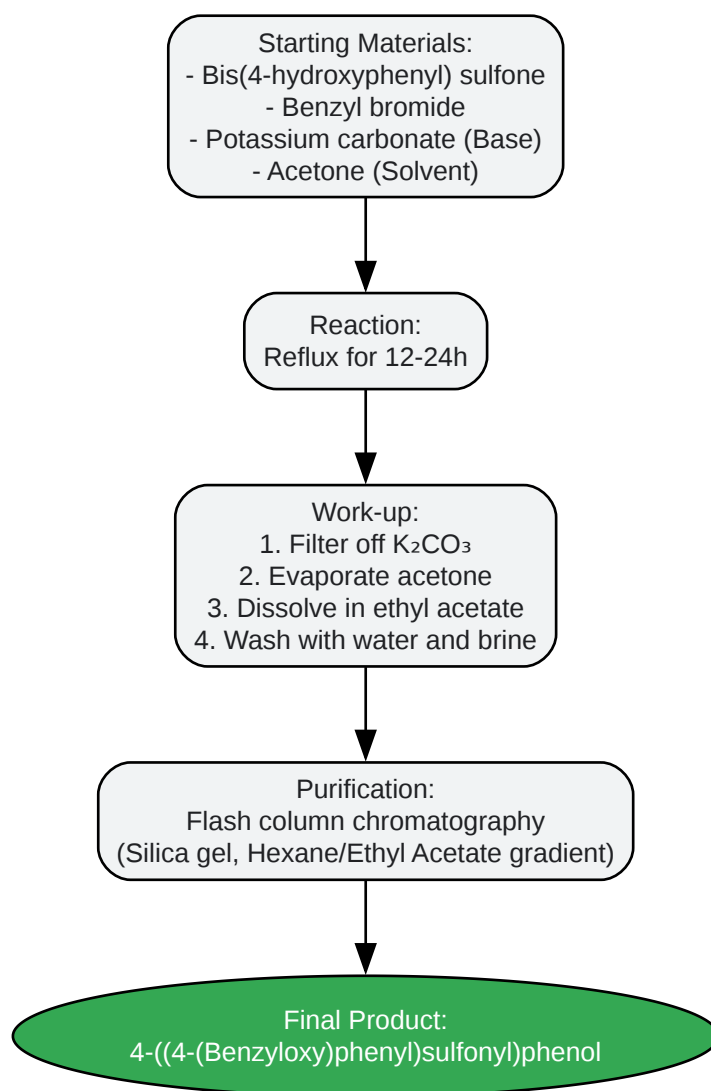 Starting Materials:
- Bis(4-hydroxyphenyl) sulfone
- Benzyl bromide
- Potassium carbonate (Base)
- Acetone (Solvent)
Reaction:
Reflux for 12-24h
Work-up:
1. Filter off K₂CO₃
2. Evaporate acetone
3. Dissolve in ethyl acetate
4. Wash with water and brine
Purification:
Flash column chromatography
(Silica gel, Hexane/Ethyl Acetate gradient)
Final Product:
4-((4-(Benzyloxy)phenyl)sulfonyl)phenol